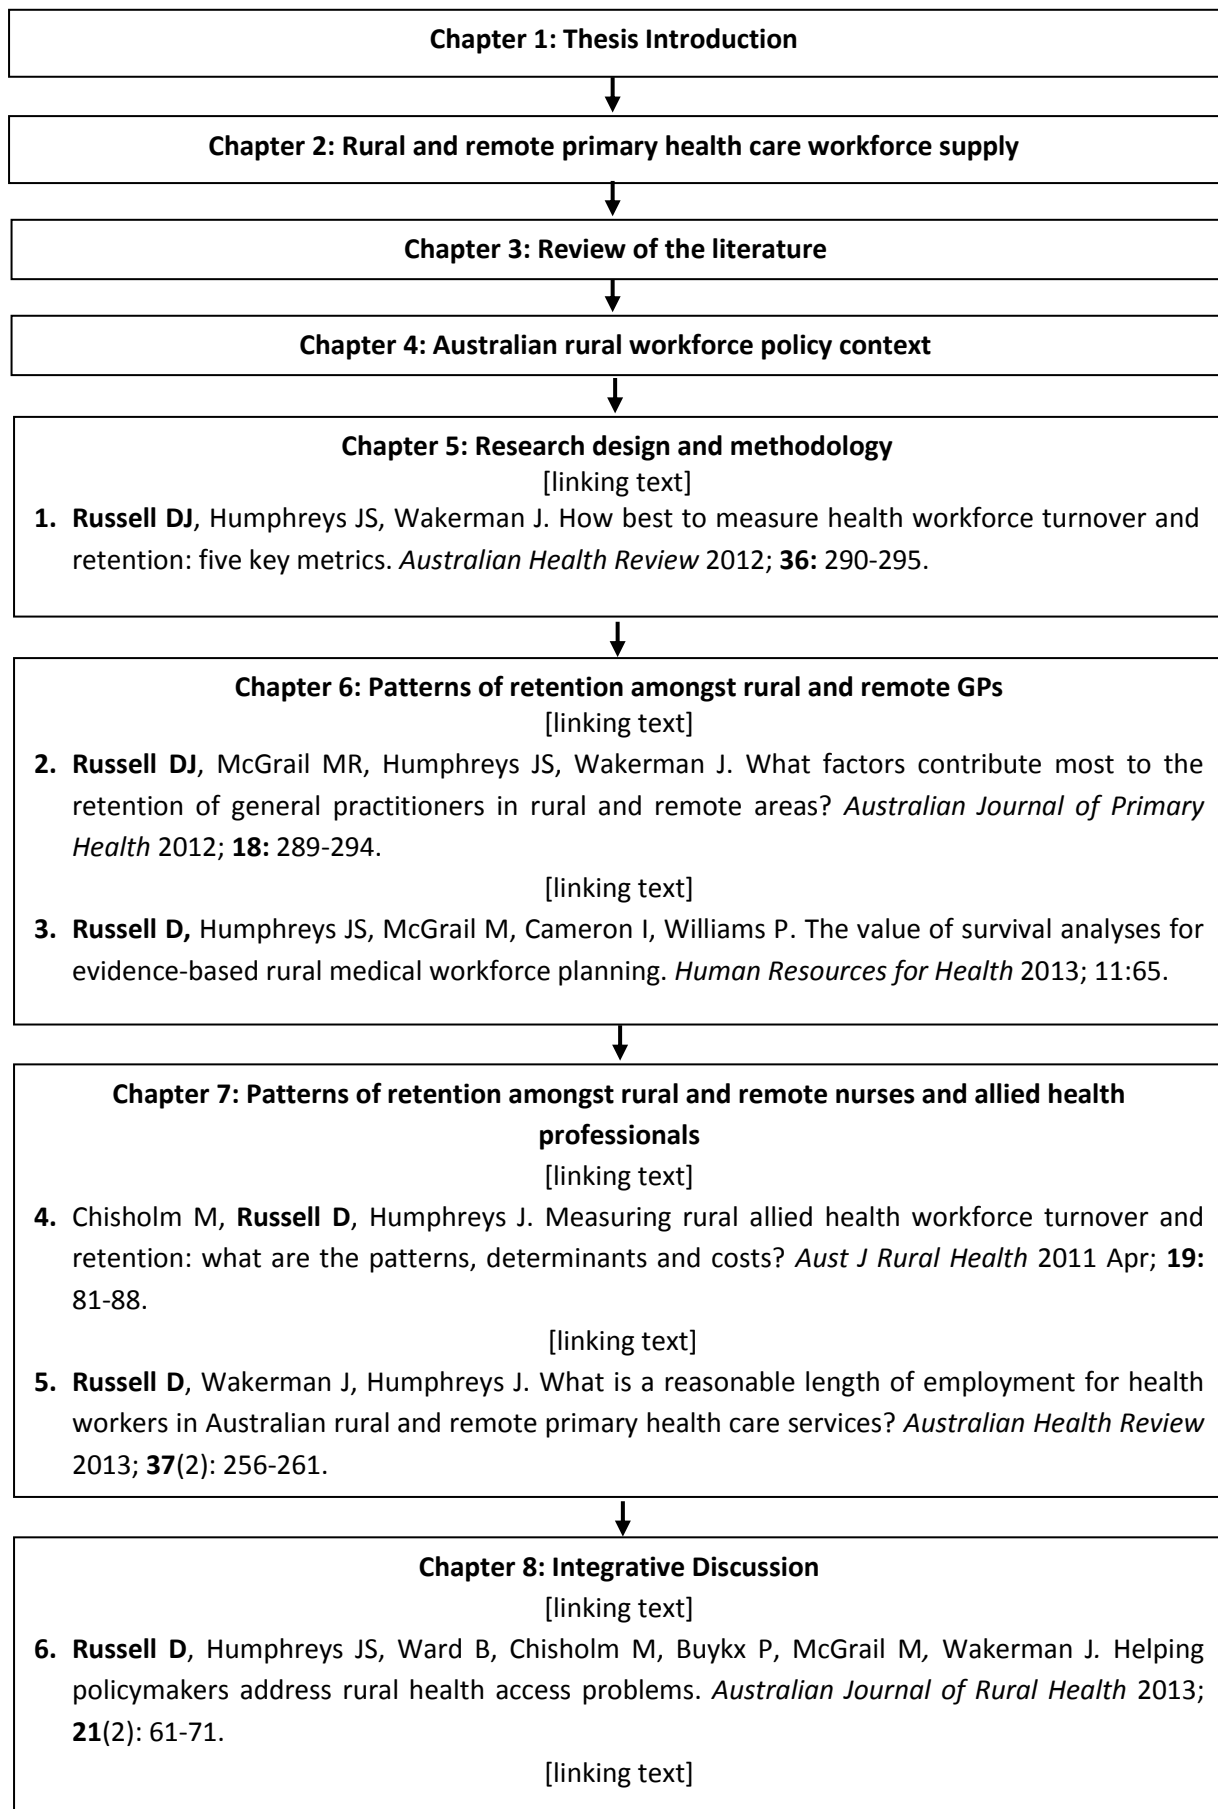 Chapter 1: Thesis Introduction
Chapter 2: Rural and remote primary health care workforce supply
Chapter 3: Review of the literature
Chapter 4: Australian rural workforce policy context
Chapter 5: Research design and methodology
[linking text]
1. Russell DJ, Humphreys JS, Wakerman J. How best to measure health workforce turnover and
retention: five key metrics. Australian Health Review 2012; 36: 290-295.
Chapter 6: Patterns of retention amongst rural and remote GPs
[linking text]
2. Russell DJ, McGrail MR, Humphreys JS, Wakerman J. What factors contribute most to the
retention of general practitioners in rural and remote areas? Australian Journal of Primary
Health 2012; 18: 289-294.
[linking text]
3. Russell D, Humphreys JS, McGrail M, Cameron I, Williams P. The value of survival analyses for
evidence-based rural medical workforce planning. Human Resources for Health 2013; 11:65.
Chapter 7: Patterns of retention amongst rural and remote nurses and allied health
professionals
[linking text]
4. Chisholm M, Russell D, Humphreys J. Measuring rural allied health workforce turnover and
retention: what are the patterns, determinants and costs? Aust J Rural Health 2011 Apr; 19:
81-88.
[linking text]
5. Russell D, Wakerman J, Humphreys J. What is a reasonable length of employment for health
workers in Australian rural and remote primary health care services? Australian Health Review
2013; 37(2): 256-261.
Chapter 8: Integrative Discussion
[linking text]
6. Russell D, Humphreys JS, Ward B, Chisholm M, Buykx P, McGrail M, Wakerman J. Helping
policymakers address rural health access problems. Australian Journal of Rural Health 2013;
21(2): 61-71.
[linking text]